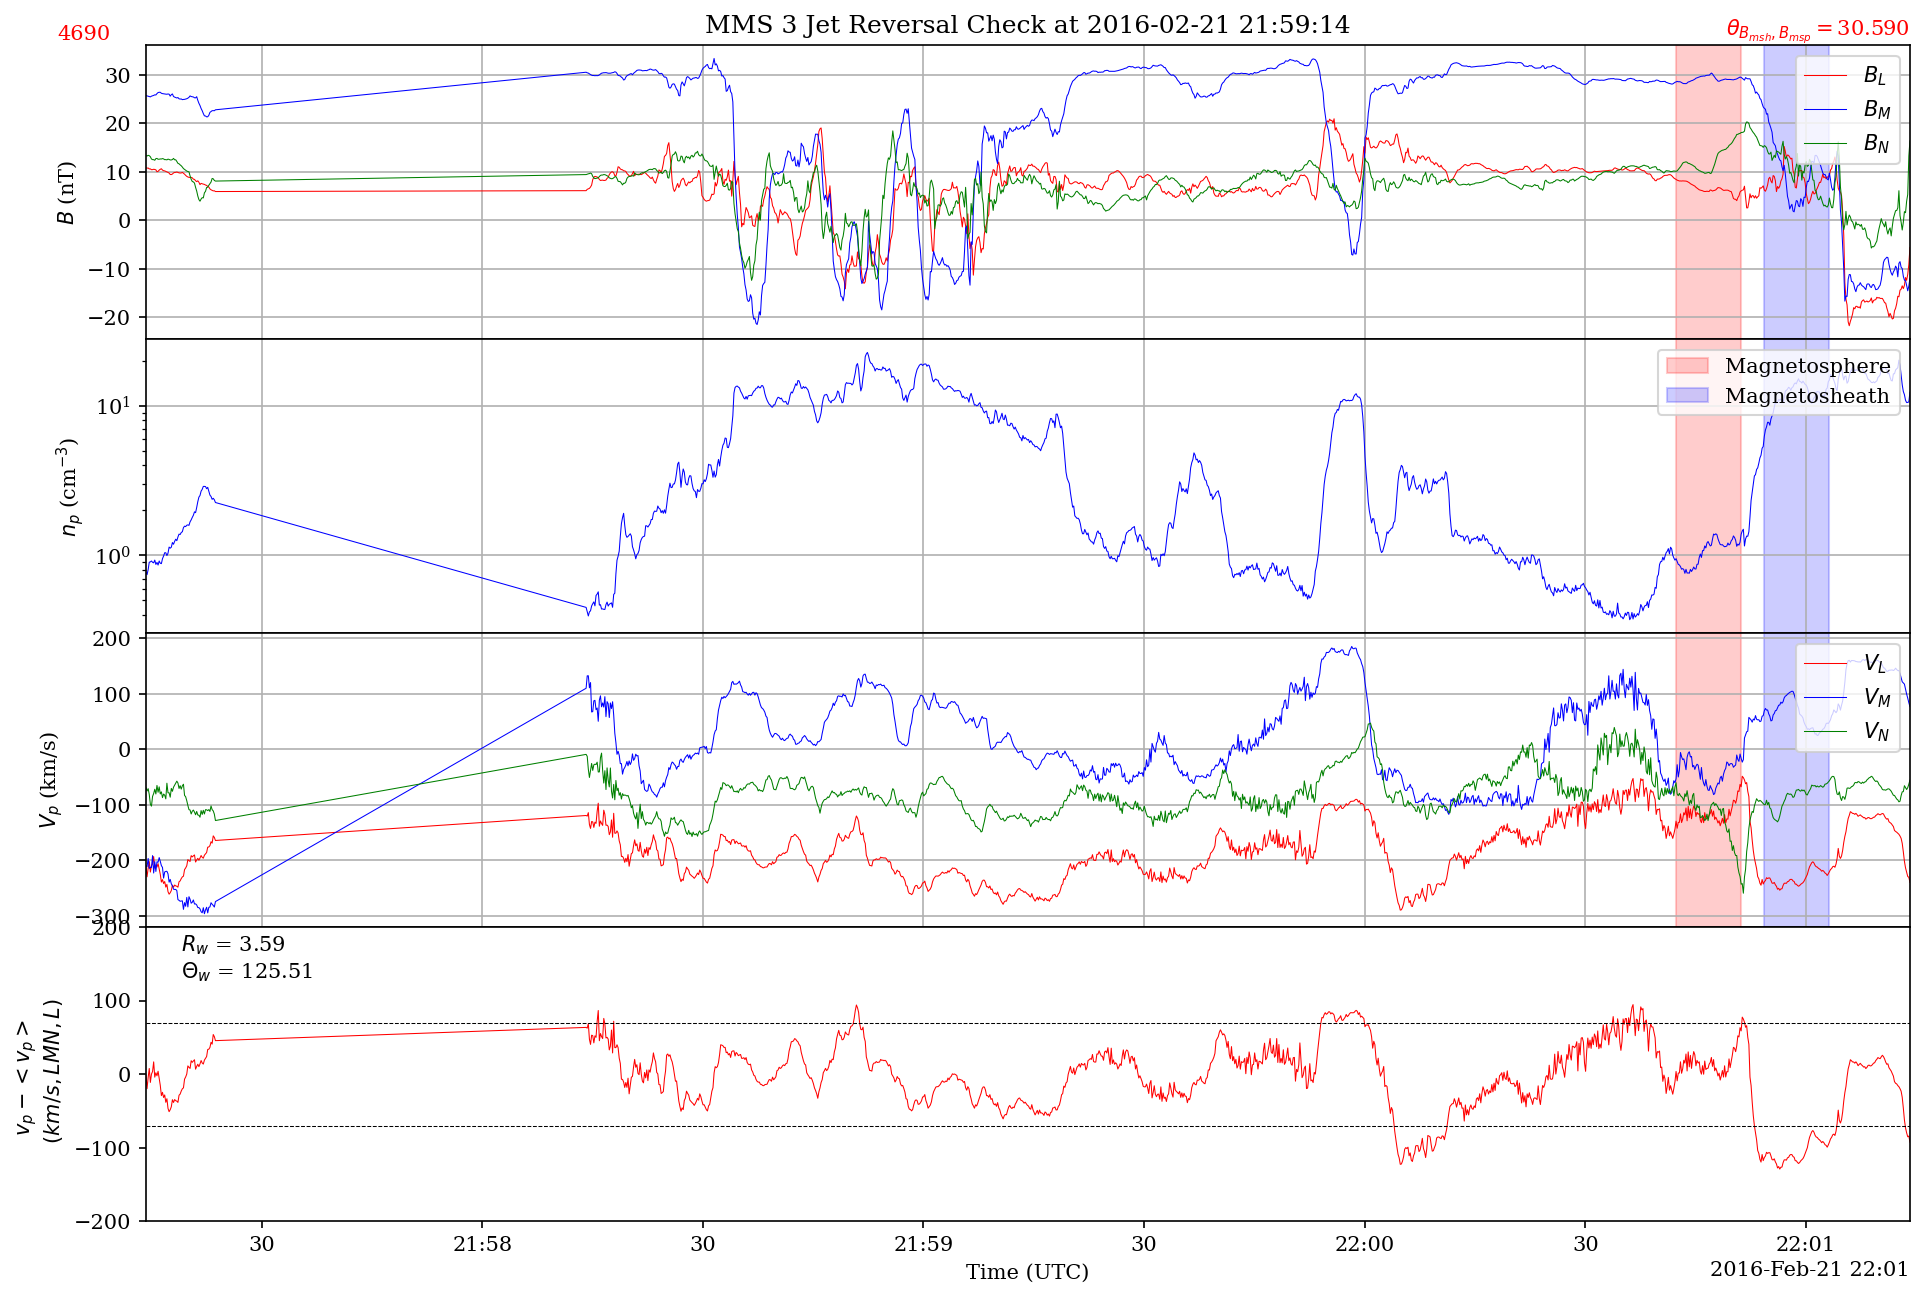 4690
MMS 3 Jet Reversal Check at 2016-02-21 21:59:14
θ_{B_{msh}, B_{msp}} = 30.590
B (nT)
30
20
10
0
−10
−20
B_L
B_M
B_N
n_p (cm^{−3})
10^1
10^0
Magnetosphere
Magnetosheath
V_p (km/s)
200
100
0
−100
−200
−300
V_L
V_M
V_N
v_p − < v_p >
(km/s, LMN, L)
200
100
0
−100
−200
R_w = 3.59
Θ_w = 125.51
30
21:58
30
21:59
30
22:00
30
22:01
Time (UTC)
2016-Feb-21 22:01